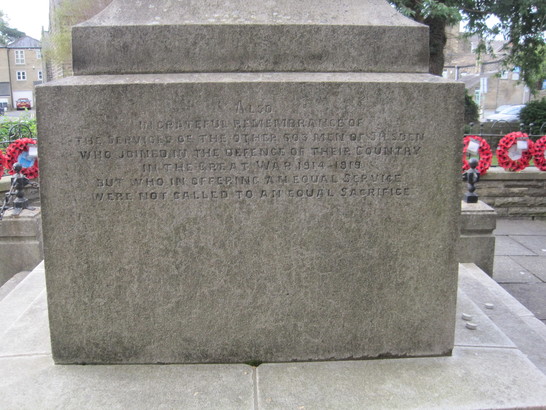 ALSO
IN GRATEFUL REMEMBRANCE OF
THE SERVICES OF THE OTHER 703 MEN OF SILSDEN
WHO JOINED IN THE DEFENCE OF THEIR COUNTRY
IN THE GREAT WAR 1914-1919
BUT WHO IN OFFERING AN EQUAL SERVICE
WERE NOT CALLED TO AN EQUAL SACRIFICE